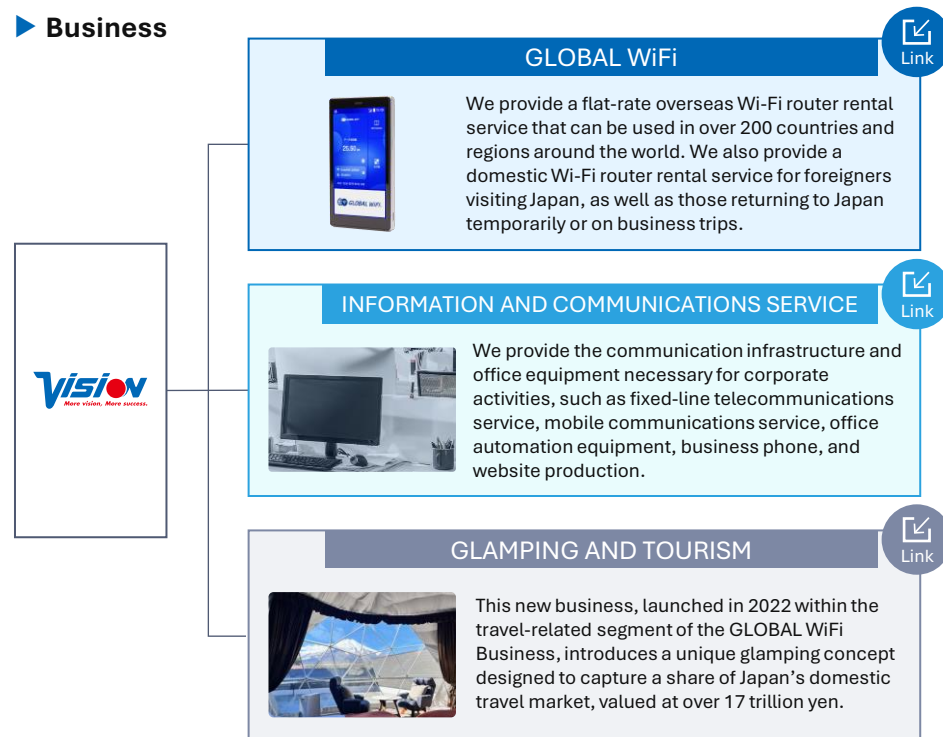 Business
GLOBAL WiFi
Link
We provide a flat-rate overseas Wi-Fi router rental
service that can be used in over 200 countries and
regions around the world. We also provide a
domestic Wi-Fi router rental service for foreigners
visiting Japan, as well as those returning to Japan
temporarily or on business trips.
GLOBAL WiFi
VISION
More vision, More success.
INFORMATION AND COMMUNICATIONS SERVICE
Link
We provide the communication infrastructure and
office equipment necessary for corporate
activities, such as fixed-line telecommunications
service, mobile communications service, office
automation equipment, business phone, and
website production.
GLAMPING AND TOURISM
Link
This new business, launched in 2022 within the
travel-related segment of the GLOBAL WiFi
Business, introduces a unique glamping concept
designed to capture a share of Japan’s domestic
travel market, valued at over 17 trillion yen.